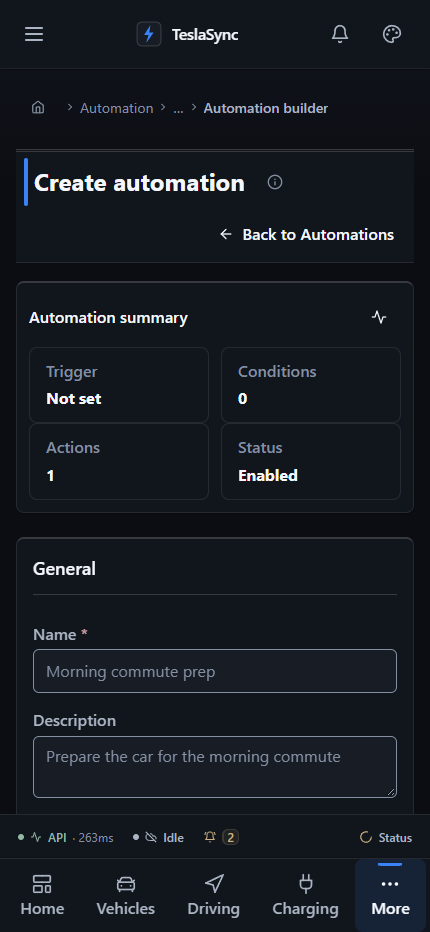 TeslaSync
Automation
...
Automation builder
Create automation
Back to Automations
Automation summary
Trigger
Not set
Conditions
0
Actions
1
Status
Enabled
General
Name *
Morning commute prep
Description
Prepare the car for the morning commute
API · 263ms
Idle
2
Status
Home
Vehicles
Driving
Charging
More